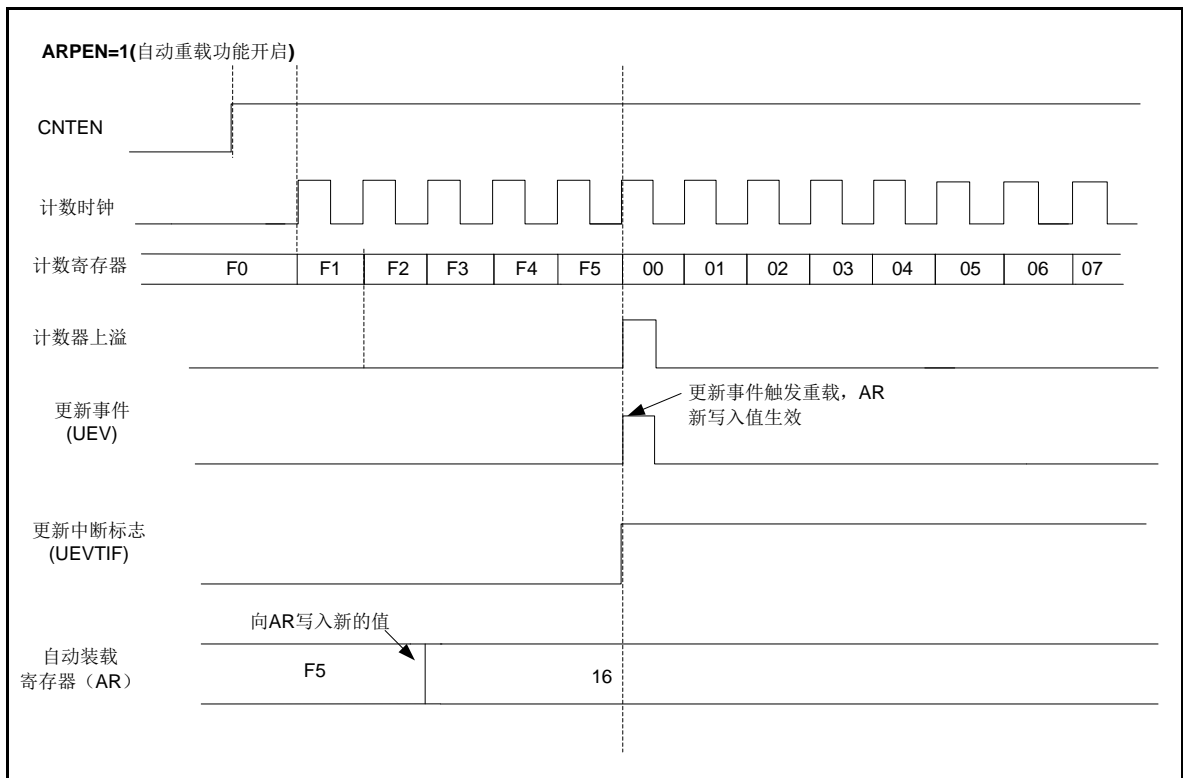 ARPEN=1(自动重载功能开启)
CNTEN
计数时钟
计数寄存器
F0 F1 F2 F3 F4 F5 00 01 02 03 04 05 06 07
计数器上溢
更新事件
(UEV)
更新事件触发重载，AR
新写入值生效
更新中断标志
(UEVTIF)
向AR写入新的值
自动装载
寄存器（AR）
F5 16